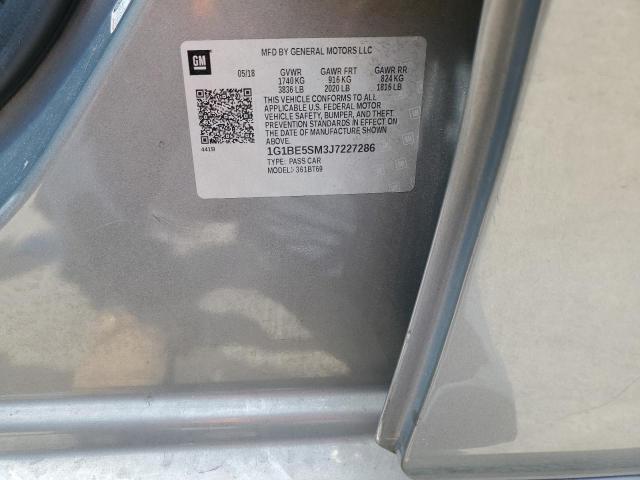 GM
MFD BY GENERAL MOTORS LLC
05/18 GVWR GAWR FRT GAWR RR
1740 KG 916 KG 824 KG
3836 LB 2020 LB 1816 LB
THIS VEHICLE CONFORMS TO ALL
APPLICABLE U.S. FEDERAL MOTOR
VEHICLE SAFETY, BUMPER, AND THEFT
PREVENTION STANDARDS IN EFFECT ON
THE DATE OF MANUFACTURE SHOWN
ABOVE.
441B 1G1BE5SM3J7227286
TYPE: PASS CAR
MODEL: 361BT69